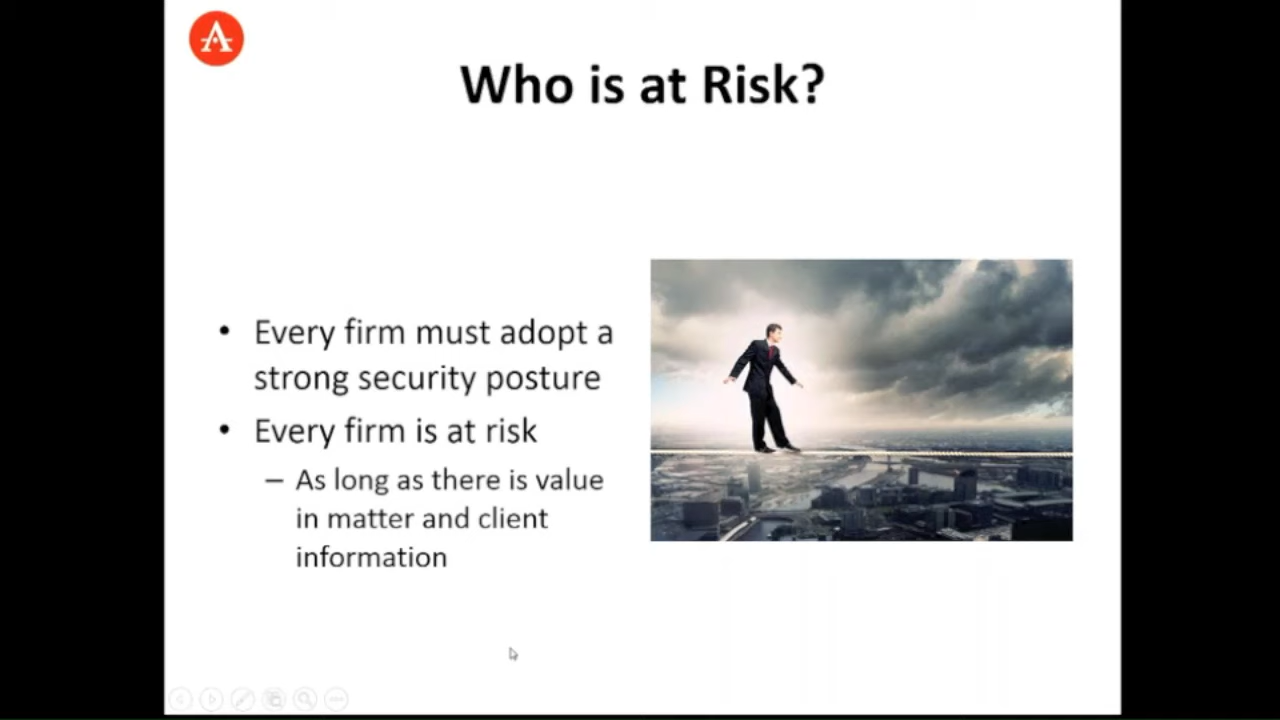 A
Who is at Risk?
• Every firm must adopt a
strong security posture
• Every firm is at risk
– As long as there is value
in matter and client
information